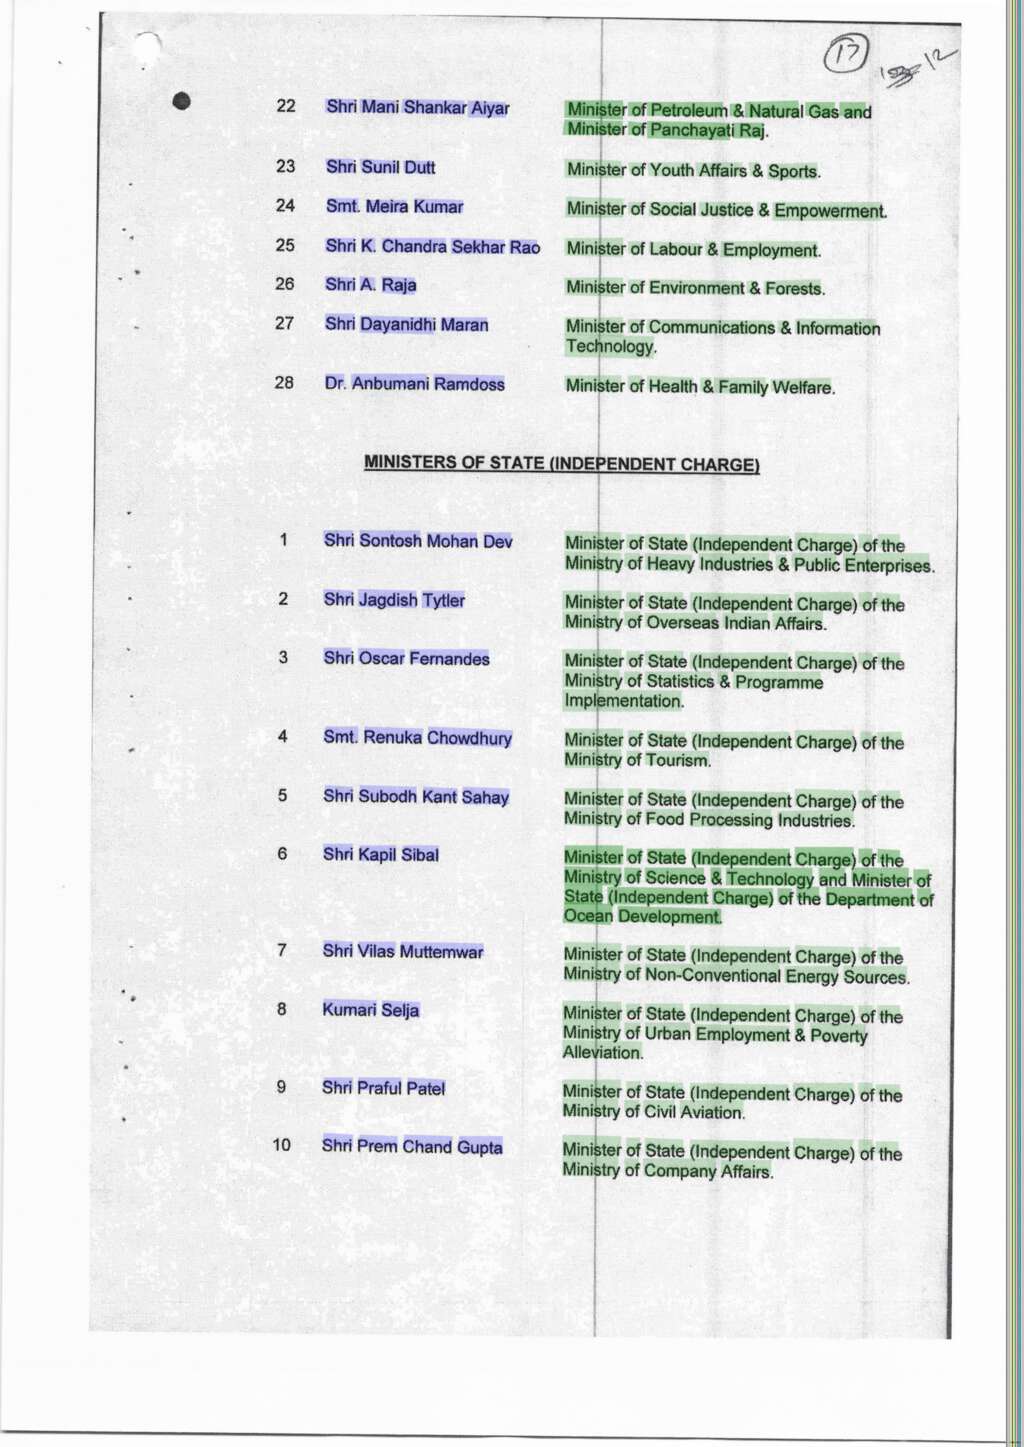 17
12
22 Shri Mani Shankar Aiyar Minister of Petroleum & Natural Gas and
Minister of Panchayati Raj.
23 Shri Sunil Dutt Minister of Youth Affairs & Sports.
24 Smt. Meira Kumar Minister of Social Justice & Empowerment.
25 Shri K. Chandra Sekhar Rao Minister of Labour & Employment.
26 Shri A. Raja Minister of Environment & Forests.
27 Shri Dayanidhi Maran Minister of Communications & Information
Technology.
28 Dr. Anbumani Ramdoss Minister of Health & Family Welfare.
MINISTERS OF STATE (INDEPENDENT CHARGE)
1 Shri Sontosh Mohan Dev Minister of State (Independent Charge) of the
Ministry of Heavy Industries & Public Enterprises.
2 Shri Jagdish Tytler Minister of State (Independent Charge) of the
Ministry of Overseas Indian Affairs.
3 Shri Oscar Fernandes Minister of State (Independent Charge) of the
Ministry of Statistics & Programme
Implementation.
4 Smt. Renuka Chowdhury Minister of State (Independent Charge) of the
Ministry of Tourism.
5 Shri Subodh Kant Sahay Minister of State (Independent Charge) of the
Ministry of Food Processing Industries.
6 Shri Kapil Sibal Minister of State (Independent Charge) of the
Ministry of Science & Technology and Minister of
State (Independent Charge) of the Department of
Ocean Development.
7 Shri Vilas Muttemwar Minister of State (Independent Charge) of the
Ministry of Non-Conventional Energy Sources.
8 Kumari Selja Minister of State (Independent Charge) of the
Ministry of Urban Employment & Poverty
Alleviation.
9 Shri Praful Patel Minister of State (Independent Charge) of the
Ministry of Civil Aviation.
10 Shri Prem Chand Gupta Minister of State (Independent Charge) of the
Ministry of Company Affairs.